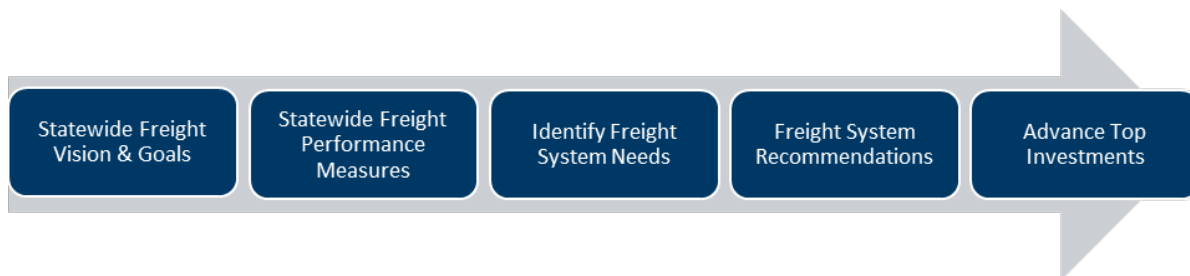 Statewide Freight
Vision & Goals
Statewide Freight
Performance
Measures
Identify Freight
System Needs
Freight System
Recommendations
Advance Top
Investments